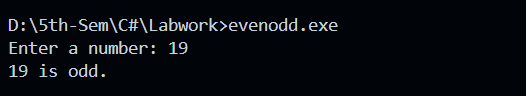 D:\5th-Sem\C#\Labwork>evenodd.exe
Enter a number: 19
19 is odd.